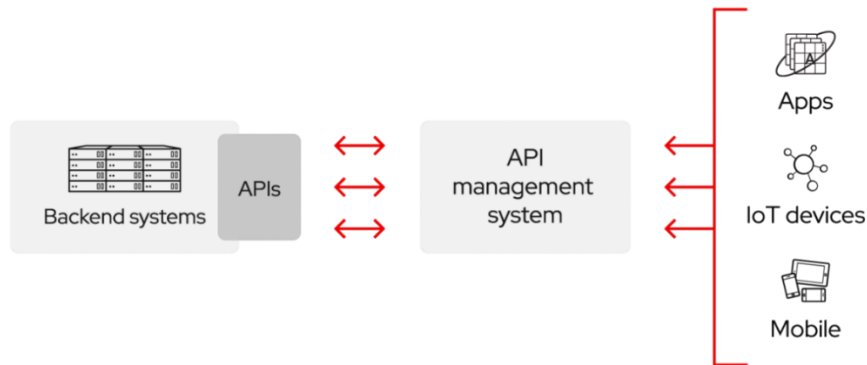 Backend systems
APIs
API
management
system
A
Apps
IoT devices
Mobile